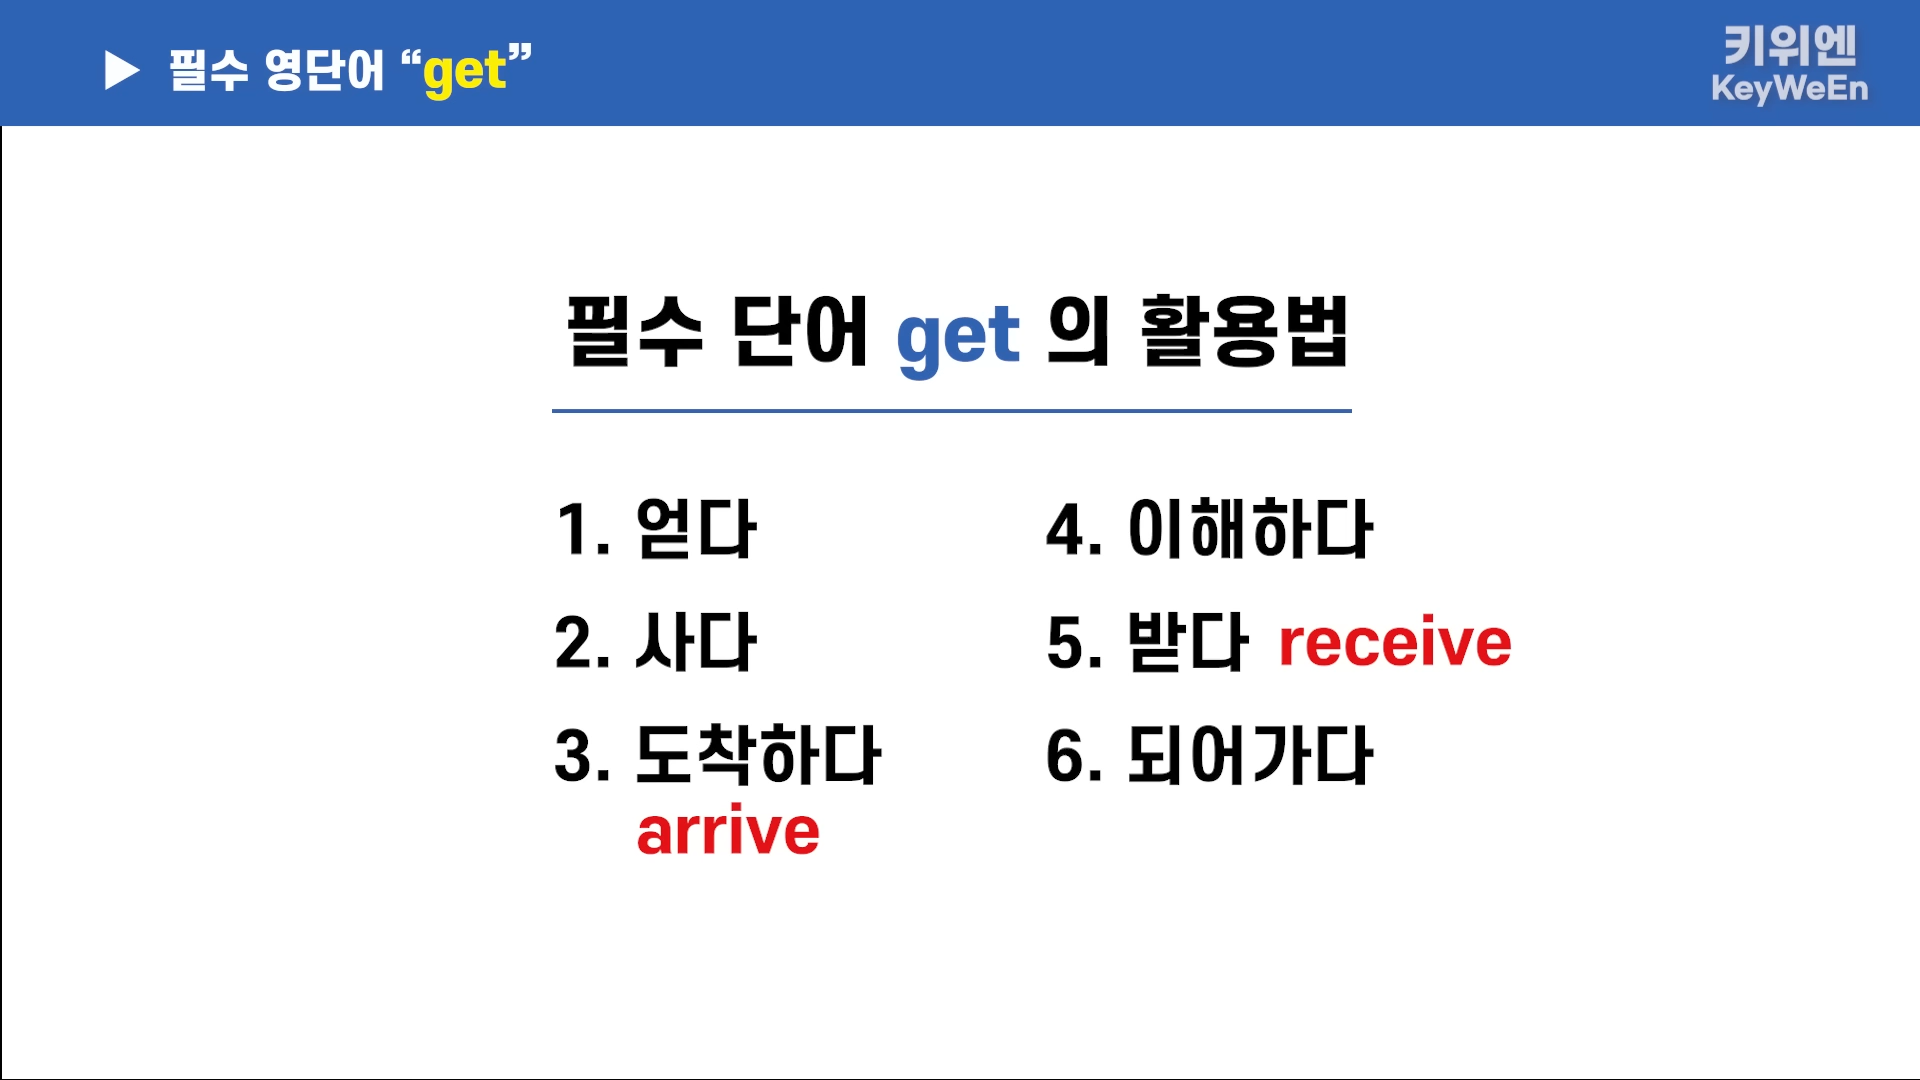 ▶ 필수 영단어 “get”
키위엔
KeyWeEn
필수 단어 get 의 활용법
1. 얻다
2. 사다
3. 도착하다
arrive
4. 이해하다
5. 받다 receive
6. 되어가다